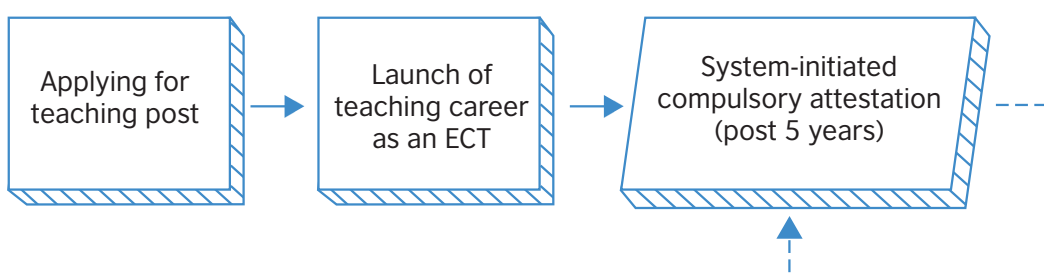 Applying for
teaching post
Launch of
teaching career
as an ECT
System-initiated
compulsory attestation
(post 5 years)